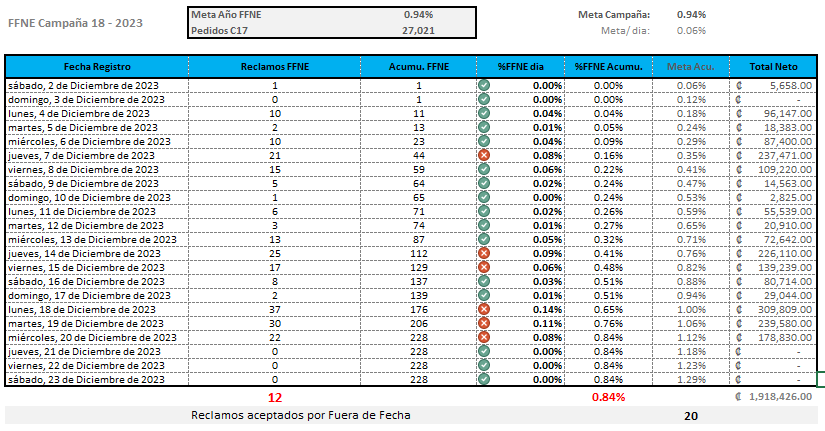 FFNE Campaña 18 - 2023
Meta Año FFNE 0.94%
Pedidos C17 27,021
Meta Campaña: 0.94%
Meta/ dia: 0.06%
Fecha Registro Reclamos FFNE Acumu. FFNE %FFNE dia %FFNE Acumu. Meta Acu. Total Neto
sábado, 2 de Diciembre de 2023 1 1 0.00% 0.00% 0.06% ₡ 5,658.00
domingo, 3 de Diciembre de 2023 0 1 0.00% 0.00% 0.12% ₡ -
lunes, 4 de Diciembre de 2023 10 11 0.04% 0.04% 0.18% ₡ 96,147.00
martes, 5 de Diciembre de 2023 2 13 0.01% 0.05% 0.24% ₡ 18,383.00
miércoles, 6 de Diciembre de 2023 10 23 0.04% 0.09% 0.29% ₡ 87,400.00
jueves, 7 de Diciembre de 2023 21 44 0.08% 0.16% 0.35% ₡ 237,471.00
viernes, 8 de Diciembre de 2023 15 59 0.06% 0.22% 0.41% ₡ 109,220.00
sábado, 9 de Diciembre de 2023 5 64 0.02% 0.24% 0.47% ₡ 14,563.00
domingo, 10 de Diciembre de 2023 1 65 0.00% 0.24% 0.53% ₡ 2,825.00
lunes, 11 de Diciembre de 2023 6 71 0.02% 0.26% 0.59% ₡ 55,539.00
martes, 12 de Diciembre de 2023 3 74 0.01% 0.27% 0.65% ₡ 20,910.00
miércoles, 13 de Diciembre de 2023 13 87 0.05% 0.32% 0.71% ₡ 72,642.00
jueves, 14 de Diciembre de 2023 25 112 0.09% 0.41% 0.76% ₡ 226,110.00
viernes, 15 de Diciembre de 2023 17 129 0.06% 0.48% 0.82% ₡ 139,239.00
sábado, 16 de Diciembre de 2023 8 137 0.03% 0.51% 0.88% ₡ 80,714.00
domingo, 17 de Diciembre de 2023 2 139 0.01% 0.51% 0.94% ₡ 29,044.00
lunes, 18 de Diciembre de 2023 37 176 0.14% 0.65% 1.00% ₡ 309,809.00
martes, 19 de Diciembre de 2023 30 206 0.11% 0.76% 1.06% ₡ 239,580.00
miércoles, 20 de Diciembre de 2023 22 228 0.08% 0.84% 1.12% ₡ 178,830.00
jueves, 21 de Diciembre de 2023 0 228 0.00% 0.84% 1.18% ₡ -
viernes, 22 de Diciembre de 2023 0 228 0.00% 0.84% 1.23% ₡ -
sábado, 23 de Diciembre de 2023 0 228 0.00% 0.84% 1.29% ₡ -
12 0.84% ₡ 1,918,426.00
Reclamos aceptados por Fuera de Fecha 20